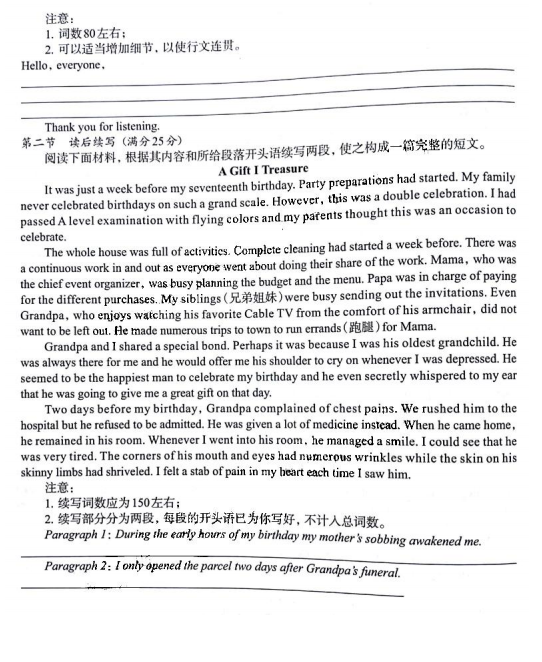 注意：
1. 词数80左右；
2. 可以适当增加细节，以使行文连贯。
Hello, everyone,
Thank you for listening.
第二节 读后续写（满分25分）
阅读下面材料，根据其内容和所给段落开头语续写两段，使之构成一篇完整的短文。
A Gift I Treasure
It was just a week before my seventeenth birthday. Party preparations had started. My family
never celebrated birthdays on such a grand scale. However, this was a double celebration. I had
passed A level examination with flying colors and my parents thought this was an occasion to
celebrate.
The whole house was full of activities. Complete cleaning had started a week before. There was
a continuous work in and out as everyone went about doing their share of the work. Mama, who was
the chief event organizer, was busy planning the budget and the menu. Papa was in charge of paying
for the different purchases. My siblings（兄弟姐妹）were busy sending out the invitations. Even
Grandpa, who enjoys watching his favorite Cable TV from the comfort of his armchair, did not
want to be left out. He made numerous trips to town to run errands（跑腿）for Mama.
Grandpa and I shared a special bond. Perhaps it was because I was his oldest grandchild. He
was always there for me and he would offer me his shoulder to cry on whenever I was depressed. He
seemed to be the happiest man to celebrate my birthday and he even secretly whispered to my ear
that he was going to give me a great gift on that day.
Two days before my birthday, Grandpa complained of chest pains. We rushed him to the
hospital but he refused to be admitted. He was given a lot of medicine instead. When he came home,
he remained in his room. Whenever I went into his room, he managed a smile. I could see that he
was very tired. The corners of his mouth and eyes had numerous wrinkles while the skin on his
skinny limbs had shriveled. I felt a stab of pain in my heart each time I saw him.
注意：
1. 续写词数应为150左右；
2. 续写部分分为两段，每段的开头语已为你写好，不计入总词数。
Paragraph 1: During the early hours of my birthday my mother's sobbing awakened me.
Paragraph 2: I only opened the parcel two days after Grandpa's funeral.